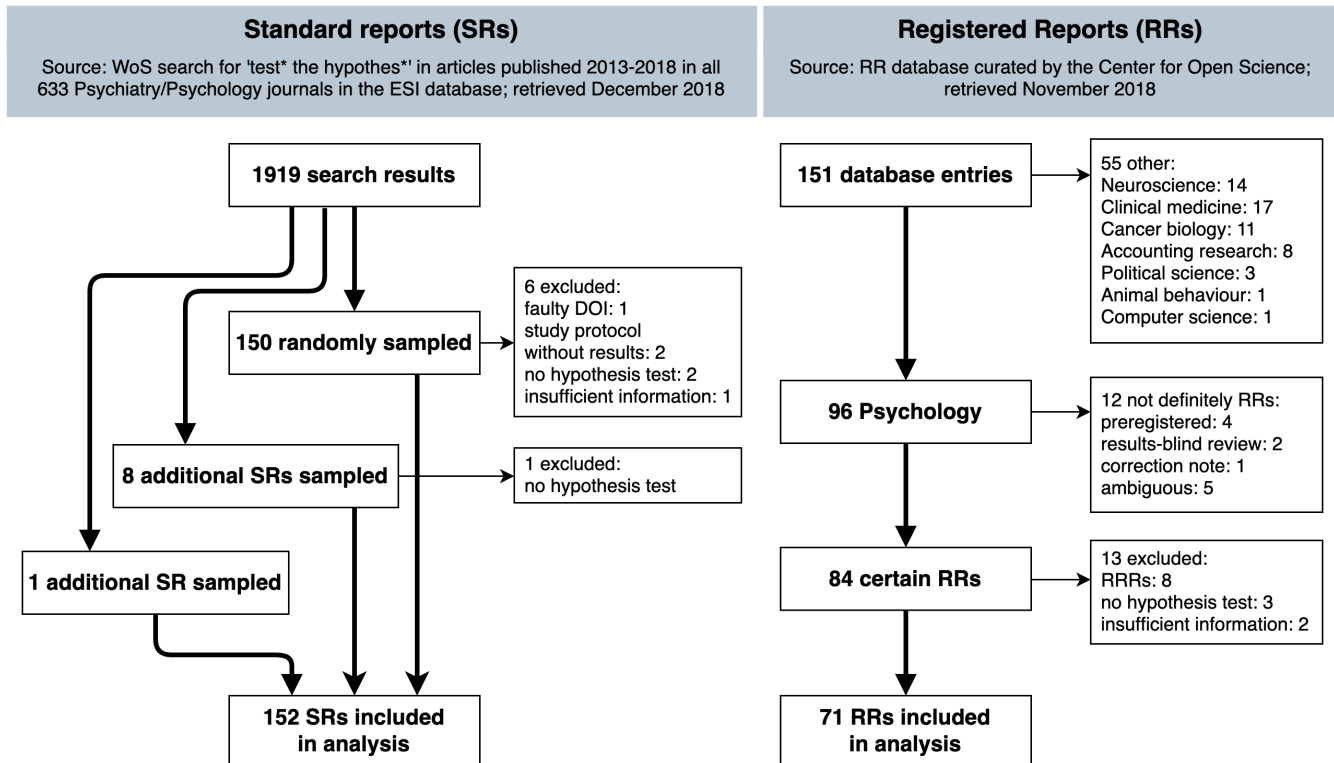 Standard reports (SRs)
Source: WoS search for 'test* the hypothes*' in articles published 2013-2018 in all
633 Psychiatry/Psychology journals in the ESI database; retrieved December 2018
1919 search results
150 randomly sampled
6 excluded:
faulty DOI: 1
study protocol
without results: 2
no hypothesis test: 2
insufficient information: 1
8 additional SRs sampled
1 excluded:
no hypothesis test
1 additional SR sampled
152 SRs included
in analysis
Registered Reports (RRs)
Source: RR database curated by the Center for Open Science;
retrieved November 2018
151 database entries
55 other:
Neuroscience: 14
Clinical medicine: 17
Cancer biology: 11
Accounting research: 8
Political science: 3
Animal behaviour: 1
Computer science: 1
96 Psychology
12 not definitely RRs:
preregistered: 4
results-blind review: 2
correction note: 1
ambiguous: 5
84 certain RRs
13 excluded:
RRRs: 8
no hypothesis test: 3
insufficient information: 2
71 RRs included
in analysis